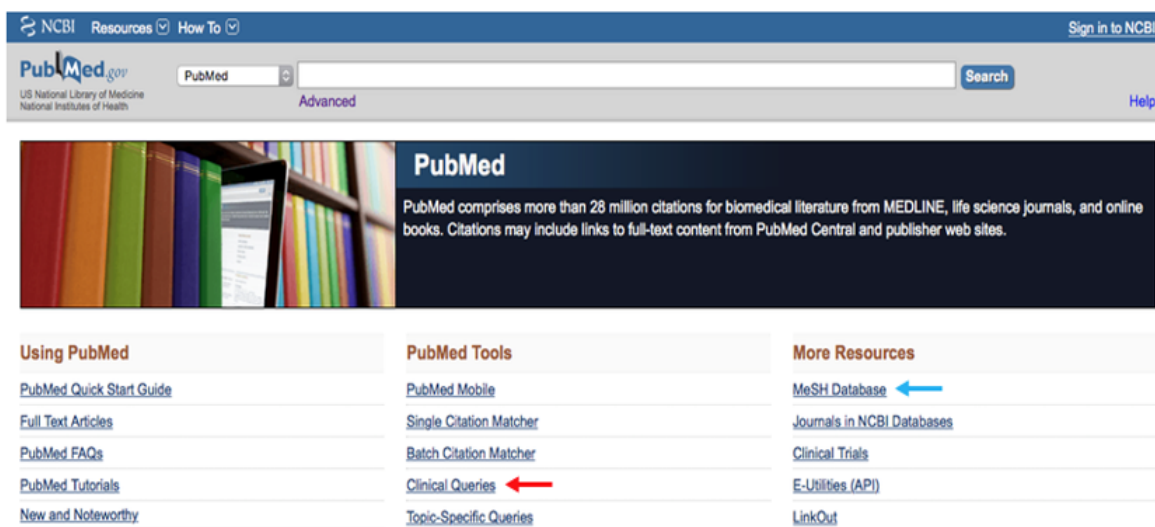 NCBI Resources How To Sign in to NCBI
PubMed.gov
US National Library of Medicine
National Institutes of Health
PubMed
Search
Advanced
Help
PubMed
PubMed comprises more than 28 million citations for biomedical literature from MEDLINE, life science journals, and online
books. Citations may include links to full-text content from PubMed Central and publisher web sites.
Using PubMed
PubMed Quick Start Guide
Full Text Articles
PubMed FAQs
PubMed Tutorials
New and Noteworthy
PubMed Tools
PubMed Mobile
Single Citation Matcher
Batch Citation Matcher
Clinical Queries
Topic-Specific Queries
More Resources
MeSH Database
Journals in NCBI Databases
Clinical Trials
E-Utilities (API)
LinkOut